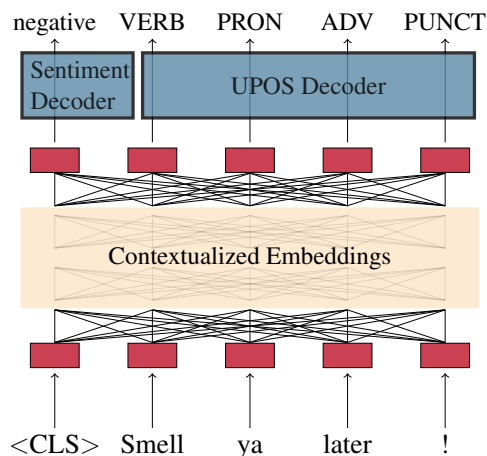 negative VERB PRON ADV PUNCT
Sentiment
Decoder
UPOS Decoder
Contextualized Embeddings
<CLS> Smell ya later !